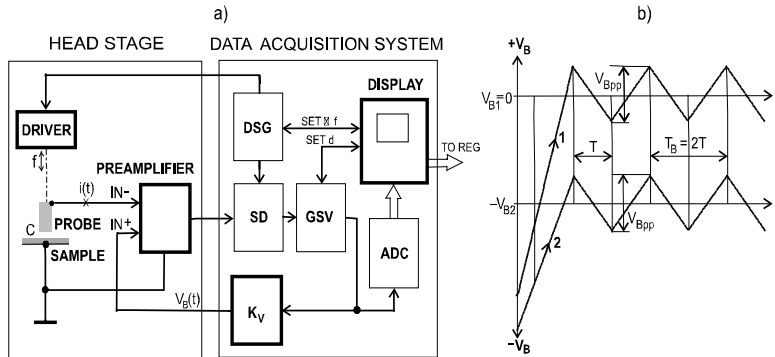 a)
b)
HEAD STAGE
DATA ACQUISITION SYSTEM
DRIVER
f
i(t)
IN-
IN+
PREAMPLIFIER
PROBE
C
SAMPLE
V_B(t)
DSG
SD
GSV
K_V
ADC
DISPLAY
SET
f
SET d
TO REG
+V_B
V_B1=0
V_Bpp
1
T
T_B = 2T
-V_B2
V_Bpp
2
-V_B